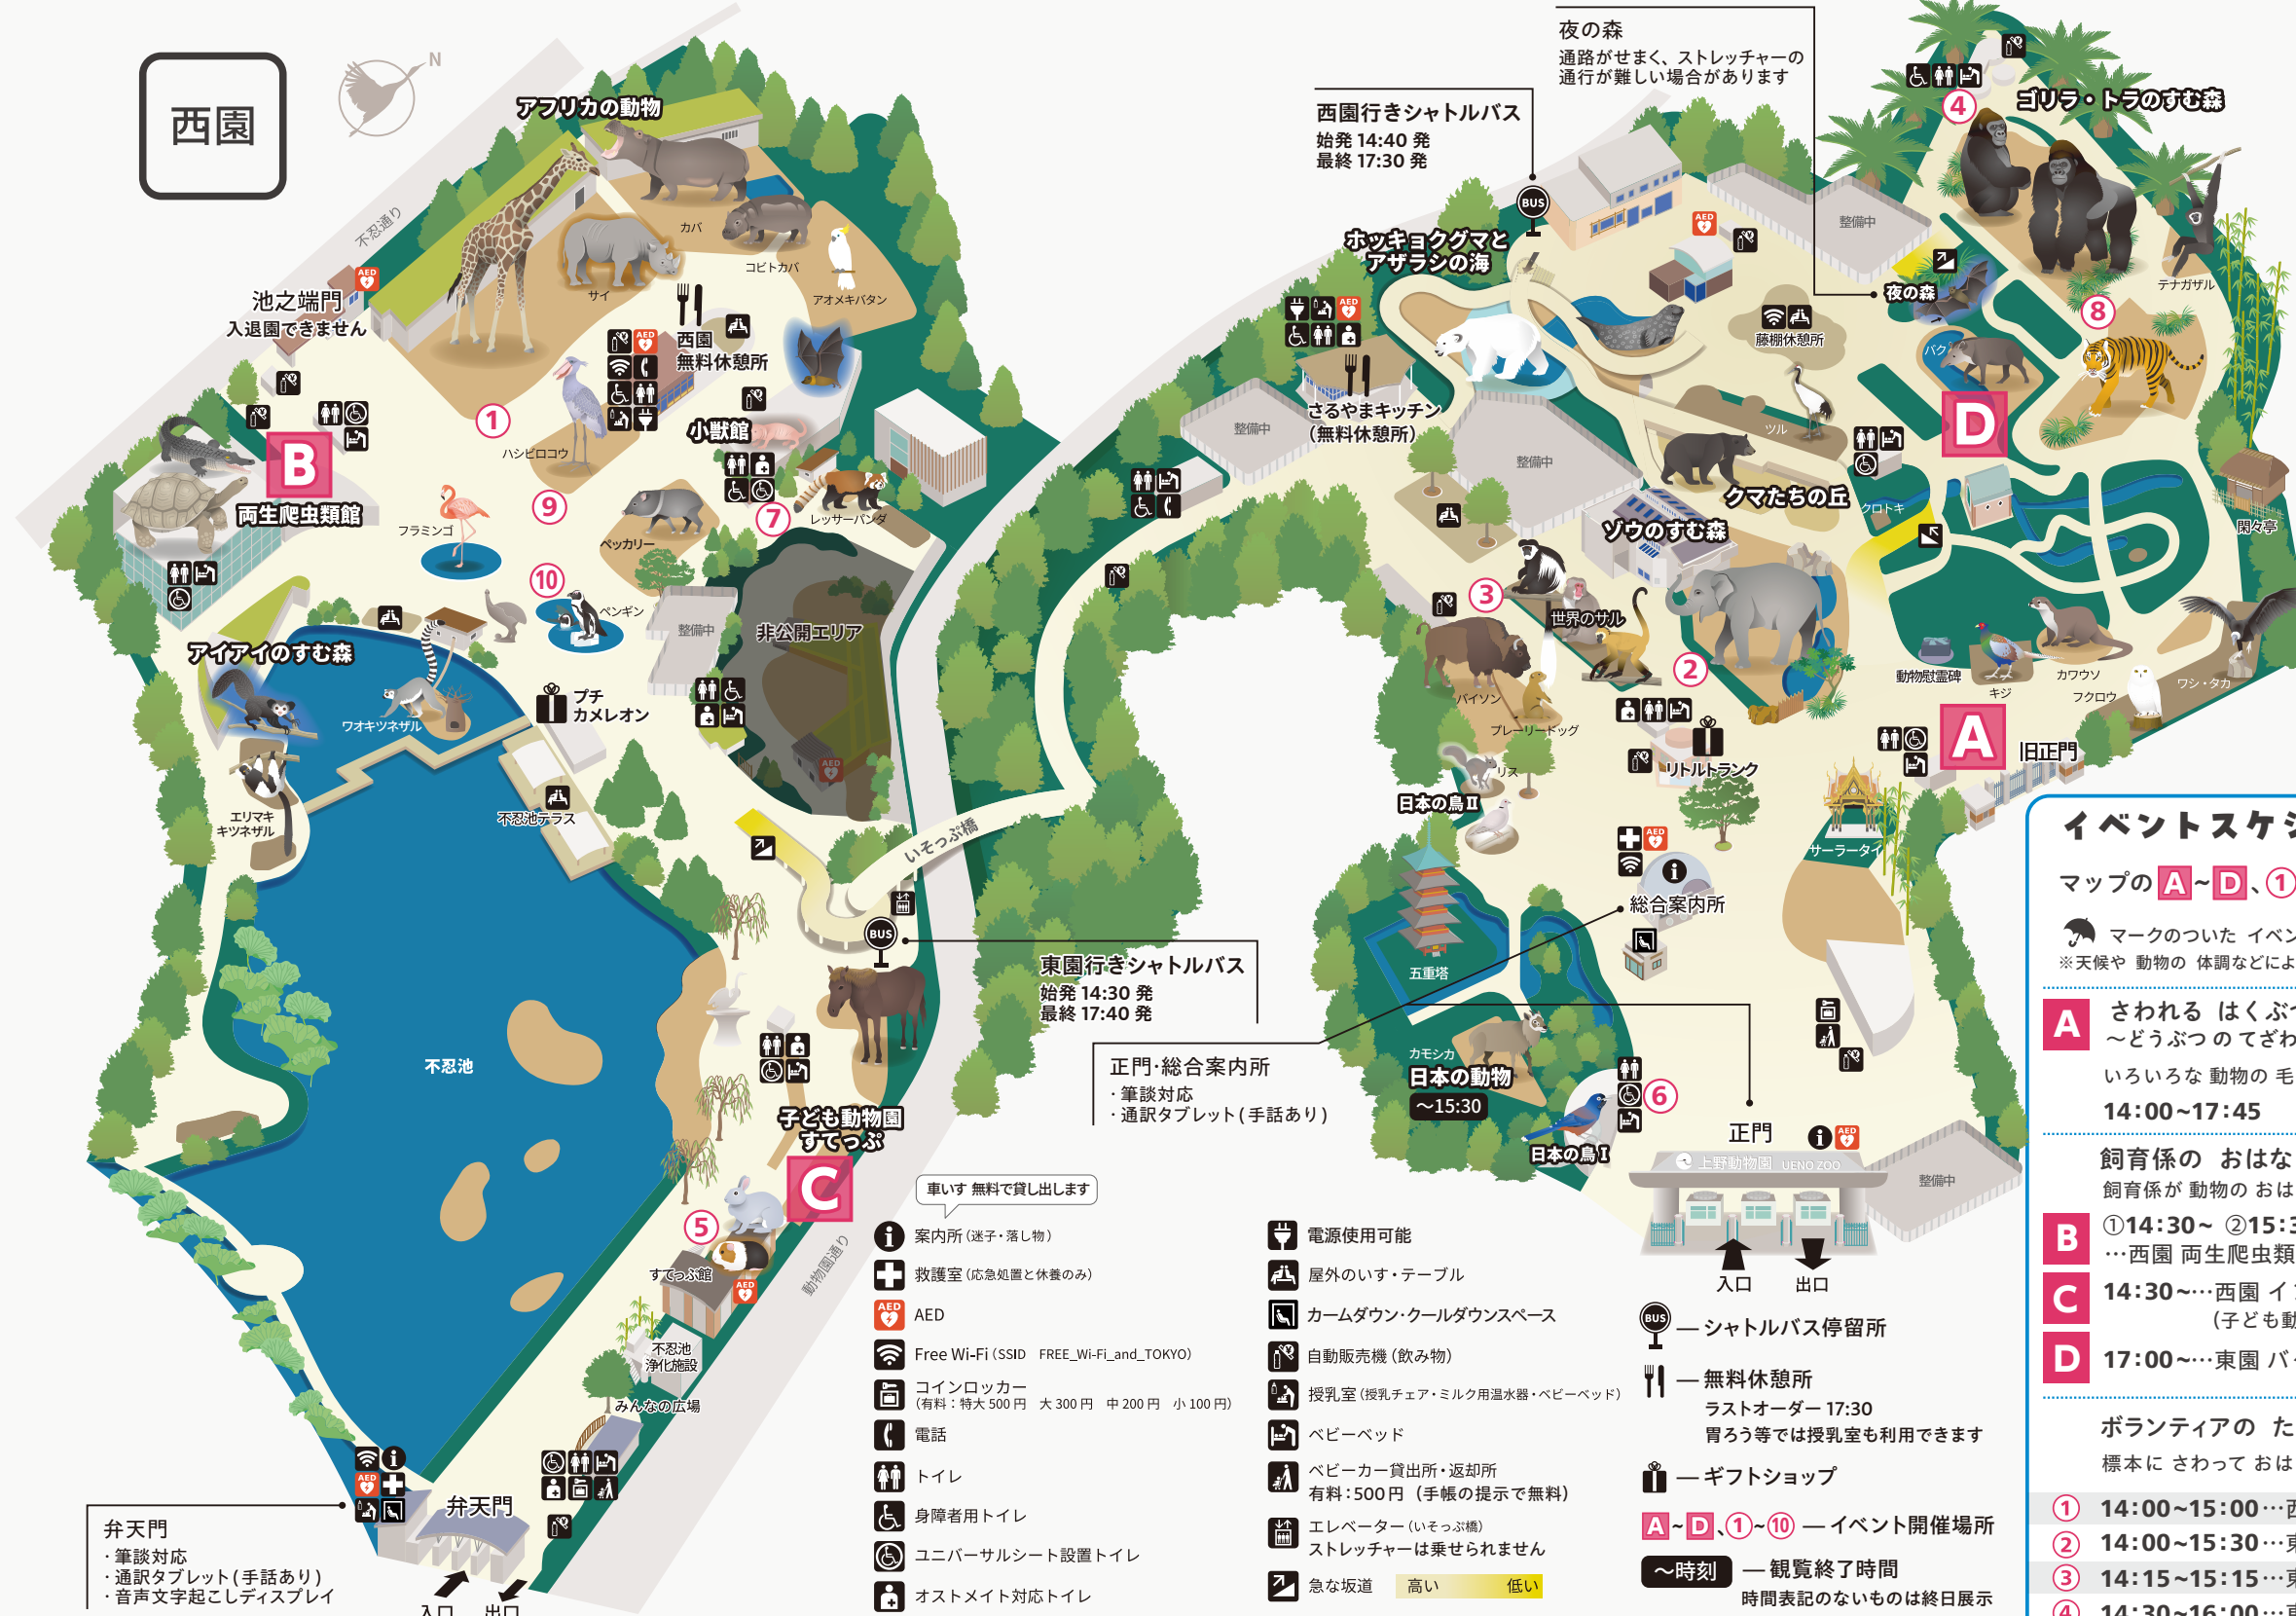 西園
N
アフリカの動物
不忍通り
池之端門
入退園できません
カバ
コビトカバ
サイ
アオメキバタン
西園
無料休憩所
小獣館
ハシビロコウ
①
B
両生爬虫類館
フラミンゴ
⑨
ペッカリー
⑦
レッサーパンダ
⑩
ペンギン
整備中
非公開エリア
アイアイのすむ森
ワオキツネザル
プチ
カメレオン
エリマキ
キツネザル
不忍池テラス
いそっぷ橋
BUS
東園行きシャトルバス
始発 14:30 発
最終 17:40 発
不忍池
子ども動物園
すてっぷ
C
⑤
すてっぷ館
動物園通り
不忍池
浄化施設
みんなの広場
弁天門
入口
出口
弁天門
・筆談対応
・通訳タブレット(手話あり)
・音声文字起こしディスプレイ
夜の森
通路がせまく、ストレッチャーの
通行が難しい場合があります
西園行きシャトルバス
始発 14:40 発
最終 17:30 発
BUS
ホッキョクグマと
アザラシの海
整備中
④
ゴリラ・トラのすむ森
テナガザル
夜の森
⑧
藤棚休憩所
バク
D
さるやまキッチン
(無料休憩所)
整備中
整備中
ツル
クマたちの丘
クロトキ
閑々亭
ゾウのすむ森
③
世界のサル
②
バイソン
プレーリードッグ
動物慰霊碑
キジ
カワウソ
フクロウ
ワシ・タカ
A
旧正門
リス
リトルトランク
日本の鳥Ⅱ
サーラータイ
総合案内所
五重塔
カモシカ
日本の動物
～15:30
⑥
日本の鳥Ⅰ
正門・総合案内所
・筆談対応
・通訳タブレット(手話あり)
正門
上野動物園 UENO ZOO
整備中
入口
出口
車いす 無料で貸し出します
案内所(迷子・落し物)
救護室(応急処置と休養のみ)
AED
Free Wi-Fi(SSID FREE_Wi-Fi_and_TOKYO)
コインロッカー
(有料：特大 500 円 大 300 円 中 200 円 小 100 円)
電話
トイレ
身障者用トイレ
ユニバーサルシート設置トイレ
オストメイト対応トイレ
電源使用可能
屋外のいす・テーブル
カームダウン・クールダウンスペース
自動販売機(飲み物)
授乳室(授乳チェア・ミルク用温水器・ベビーベッド)
ベビーベッド
ベビーカー貸出所・返却所
有料：500 円 (手帳の提示で無料)
エレベーター(いそっぷ橋)
ストレッチャーは乗せられません
急な坂道 高い 低い
BUS ― シャトルバス停留所
― 無料休憩所
ラストオーダー 17:30
胃ろう等では授乳室も利用できます
― ギフトショップ
A~D、①~⑩ ― イベント開催場所
～時刻 ― 観覧終了時間
時間表記のないものは終日展示
イベントスケジ
マップの A~D、①
マークのついた イベン
※天候や 動物の 体調などによ
A さわれる はくぶつ
～どうぶつ の てざわ
いろいろな 動物の 毛
14:00~17:45
飼育係の おはな
飼育係が 動物の おは
B ①14:30~ ②15:3
…西園 両生爬虫類
C 14:30~…西園 イ
(子ども動
D 17:00~…東園 バ
ボランティアの た
標本に さわって おは
① 14:00~15:00…西
② 14:00~15:30…東
③ 14:15~15:15…東
④ 14:30~16:00…東